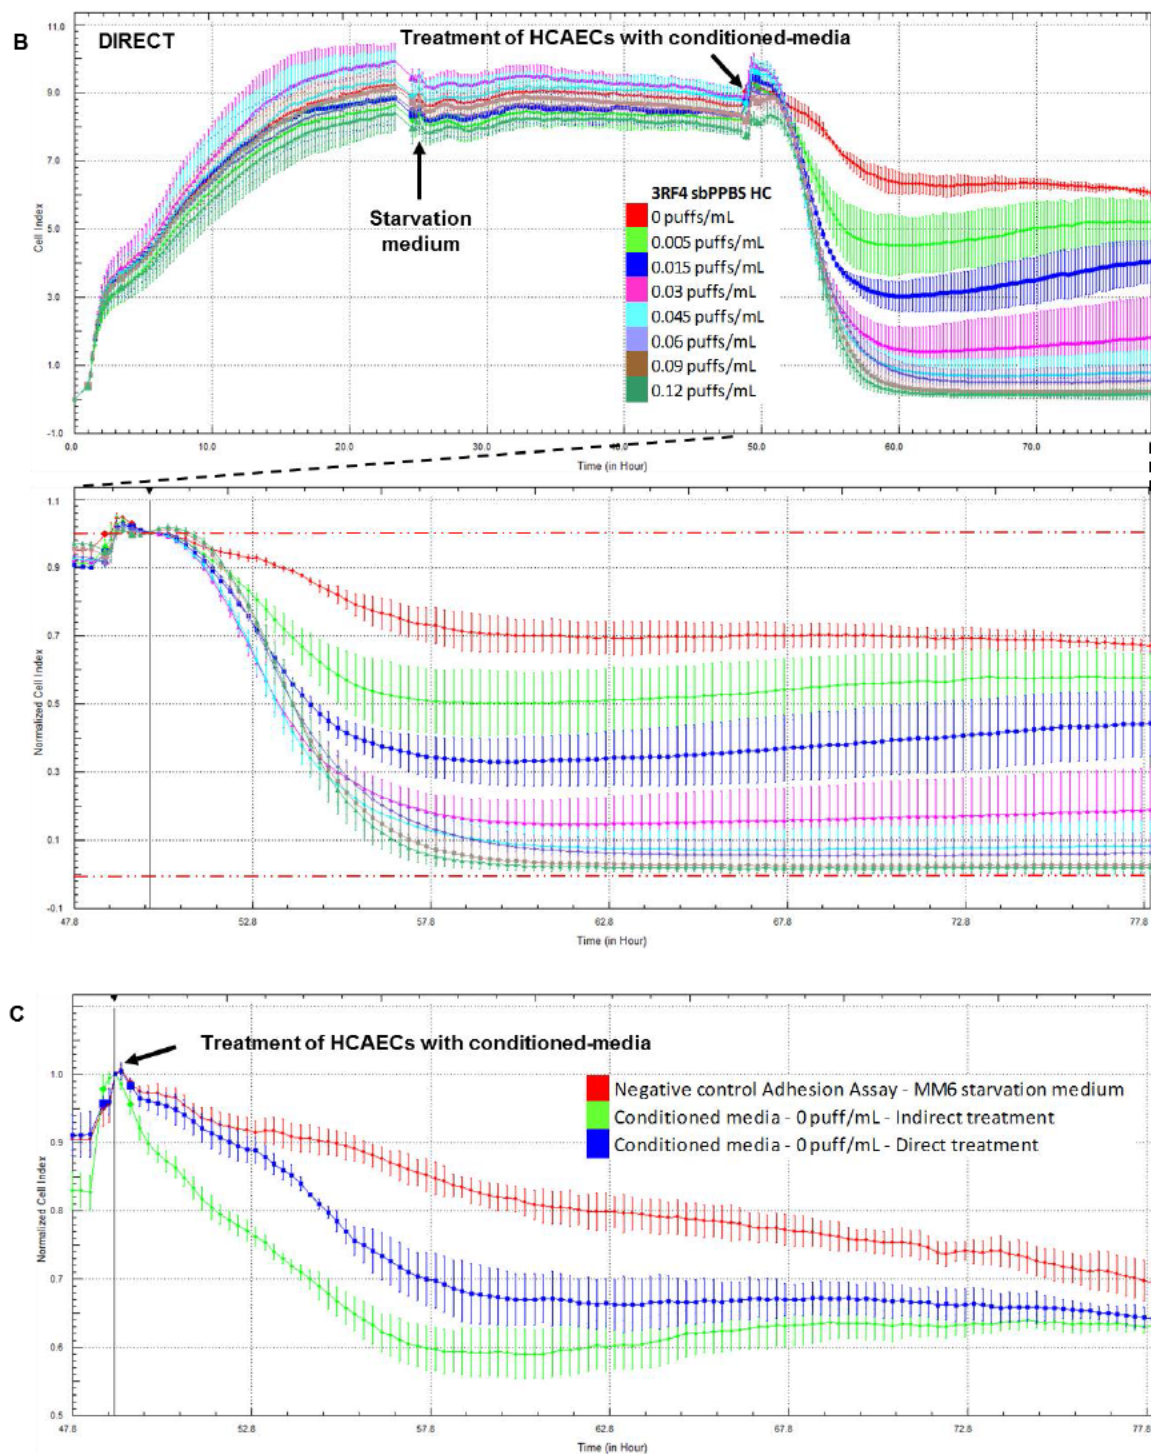 B
DIRECT
Treatment of HCAECs with conditioned-media
11.0
9.0
7.0
5.0
3.0
1.0
-1.0
Cell Index
Starvation
medium
3RF4 sbPPBS HC
0 puffs/mL
0.005 puffs/mL
0.015 puffs/mL
0.03 puffs/mL
0.045 puffs/mL
0.06 puffs/mL
0.09 puffs/mL
0.12 puffs/mL
0.0 10.0 20.0 30.0 40.0 50.0 60.0 70.0
Time (in Hour)
1.1
0.9
0.7
0.5
0.3
0.1
-0.1
Normalized Cell Index
47.8 52.8 57.8 62.8 67.8 72.8 77.8
Time (in Hour)
C
Treatment of HCAECs with conditioned-media
Negative control Adhesion Assay - MM6 starvation medium
Conditioned media - 0 puff/mL - Indirect treatment
Conditioned media - 0 puff/mL - Direct treatment
1.0
0.9
0.8
0.7
0.6
0.5
Normalized Cell Index
47.8 52.8 57.8 62.8 67.8 72.8 77.8
Time (in Hour)